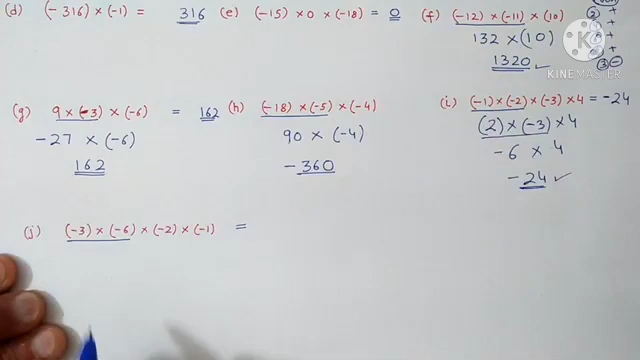 (d) (-316) × (-1) = 316 (e) (-15) × 0 × (-18) = 0 (f) (-12) × (-11) × (10)
132 × (10)
1320 ✓
KINEMASTER
(g) 9 × (-3) × (-6) = 162 (h) (-18) × (-5) × (-4) (i) (-1) × (-2) × (-3) × 4 = -24
-27 × (-6) 90 × (-4) (2) × (-3) × 4
162 -360 -6 × 4
-24 ✓
(j) (-3) × (-6) × (-2) × (-1) =